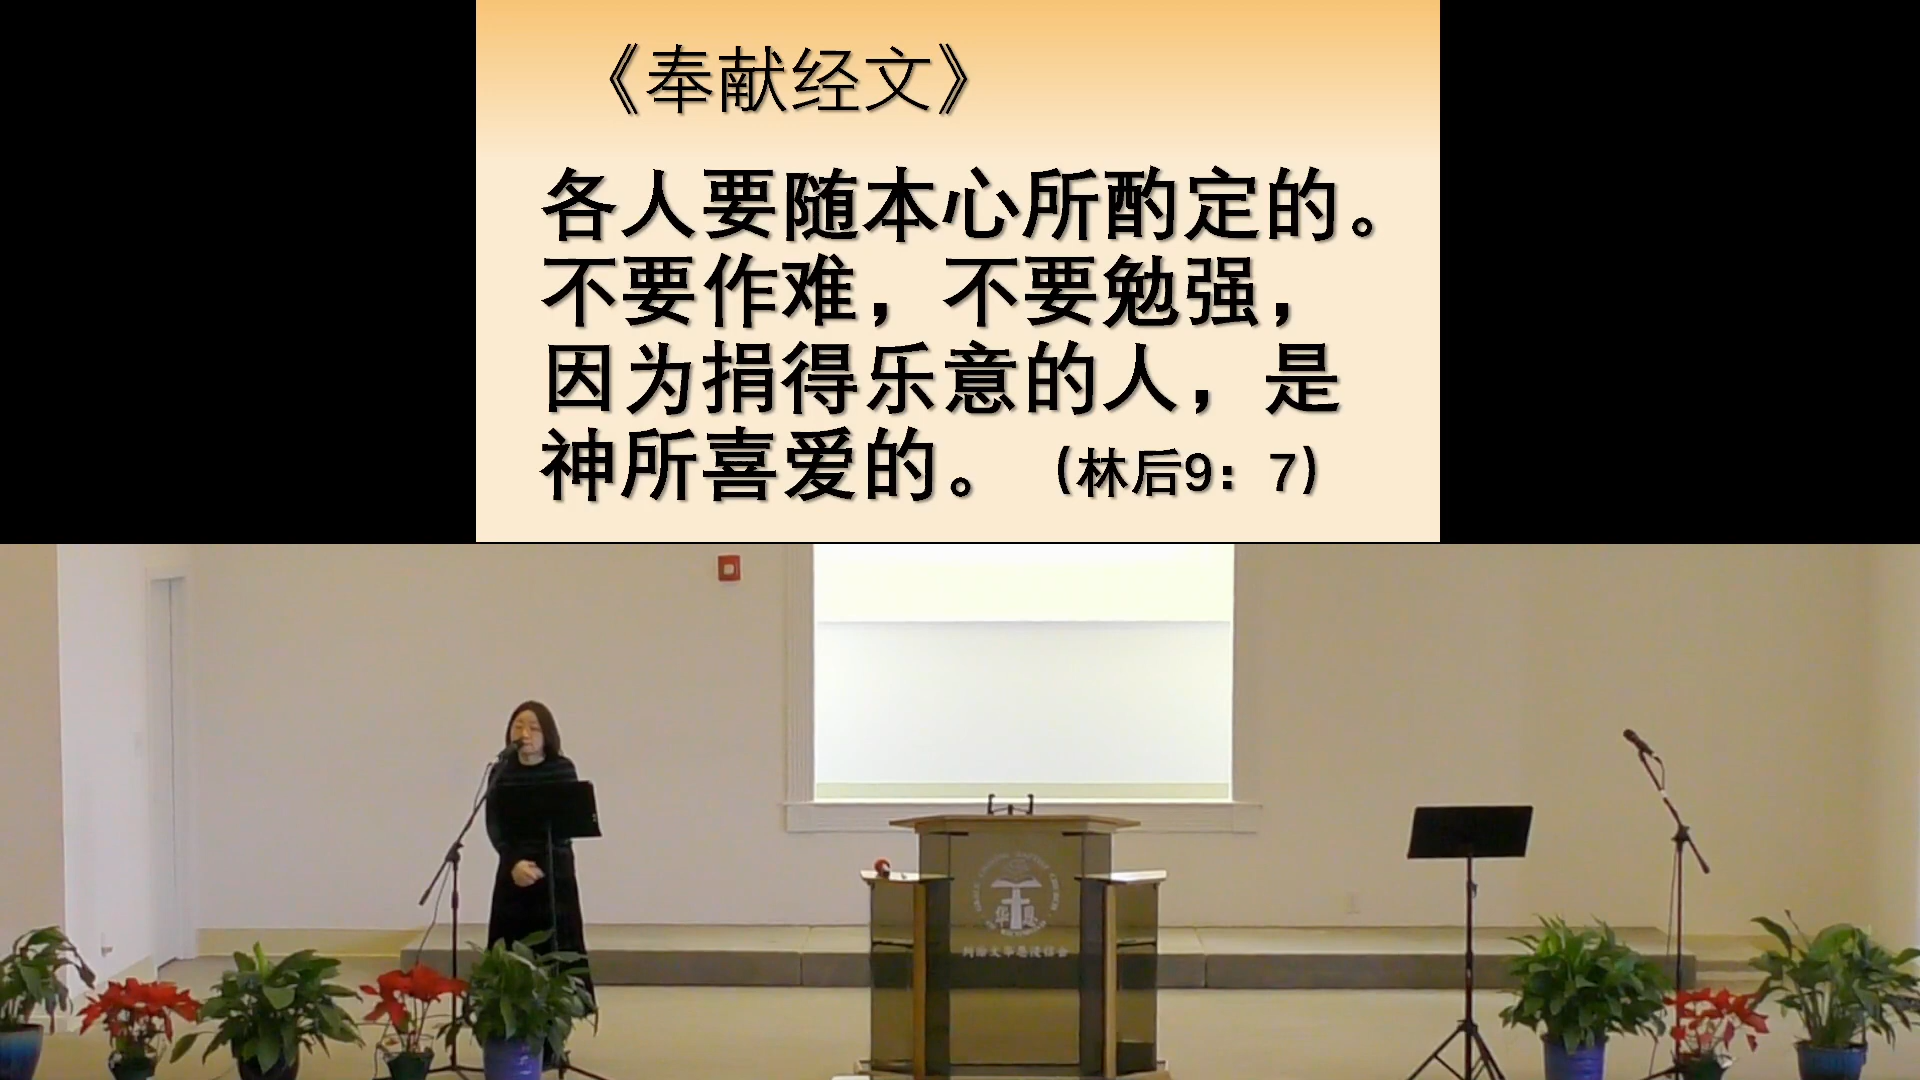 《奉献经文》
各人要随本心所酌定的。
不要作难，不要勉强，
因为捐得乐意的人，是
神所喜爱的。（林后9：7）